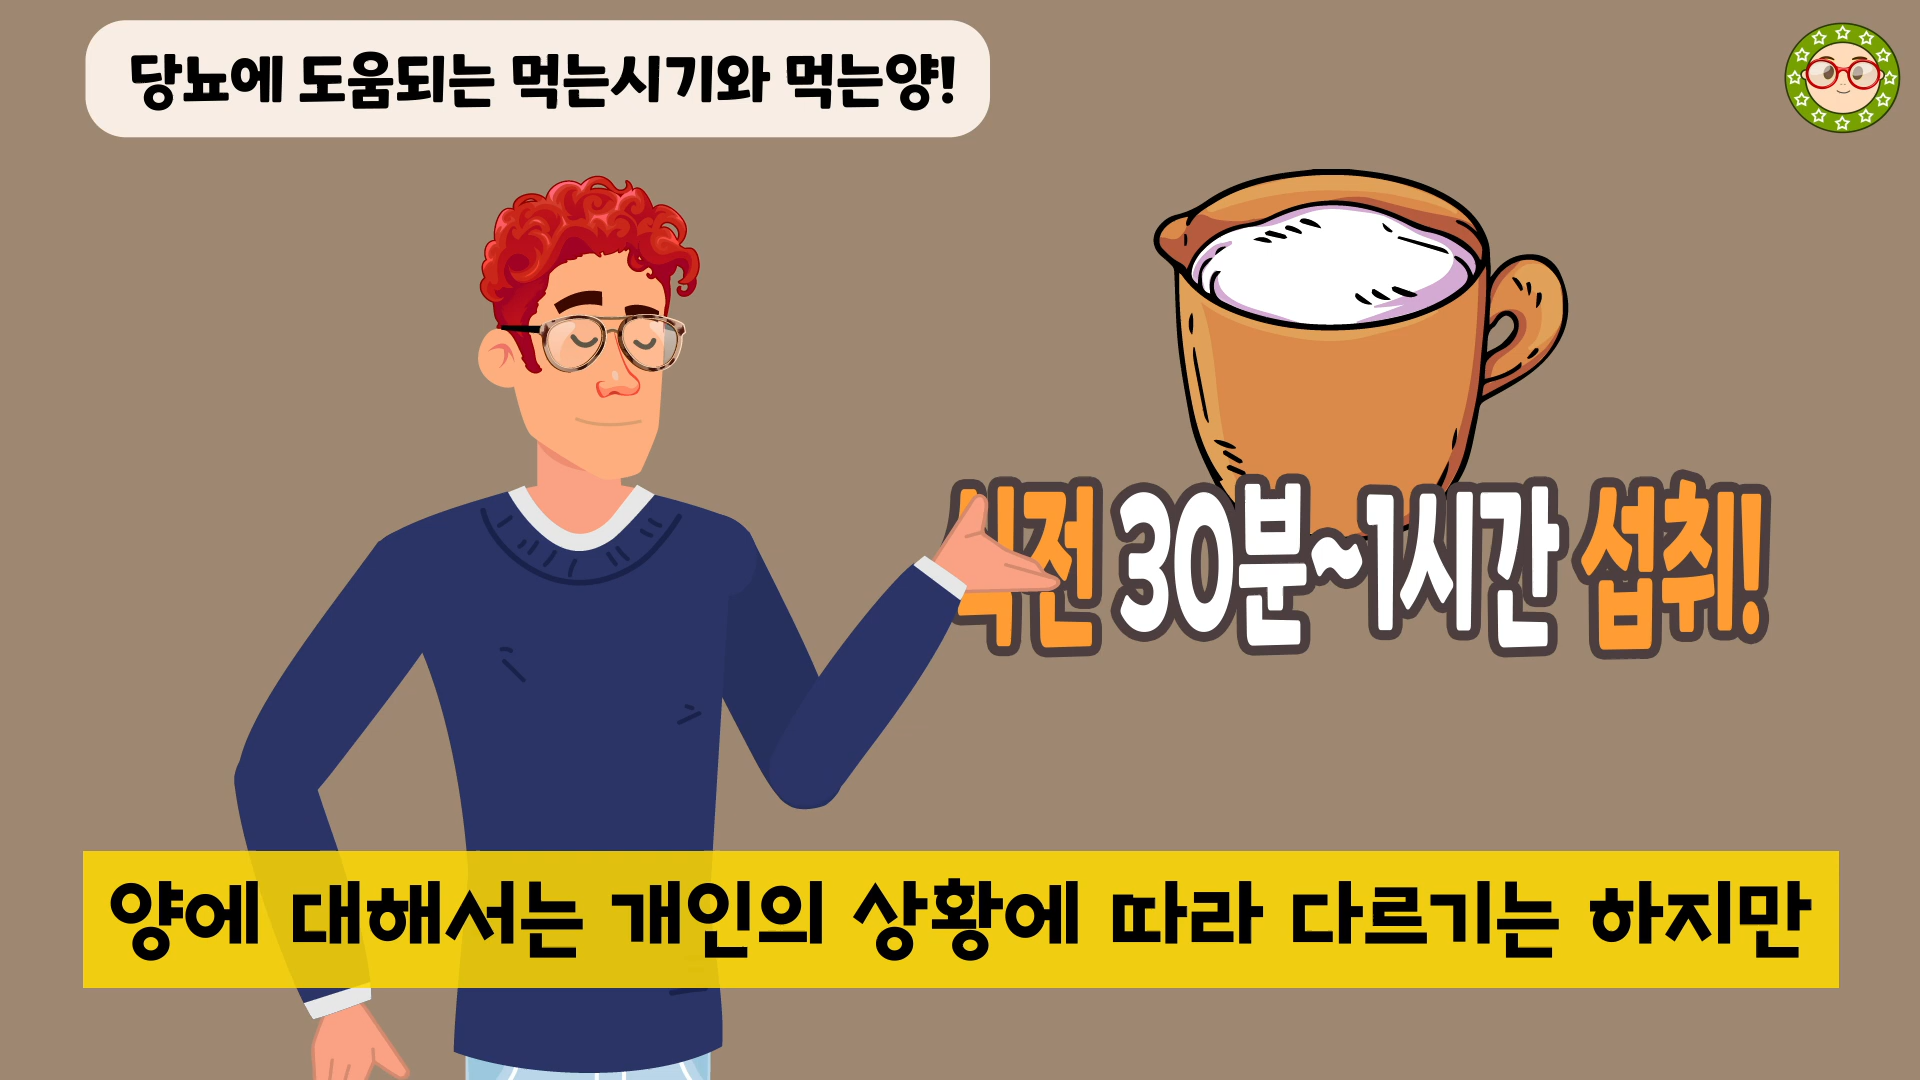 당뇨에 도움되는 먹는시기와 먹는양!
식전 30분~1시간 섭취!
양에 대해서는 개인의 상황에 따라 다르기는 하지만